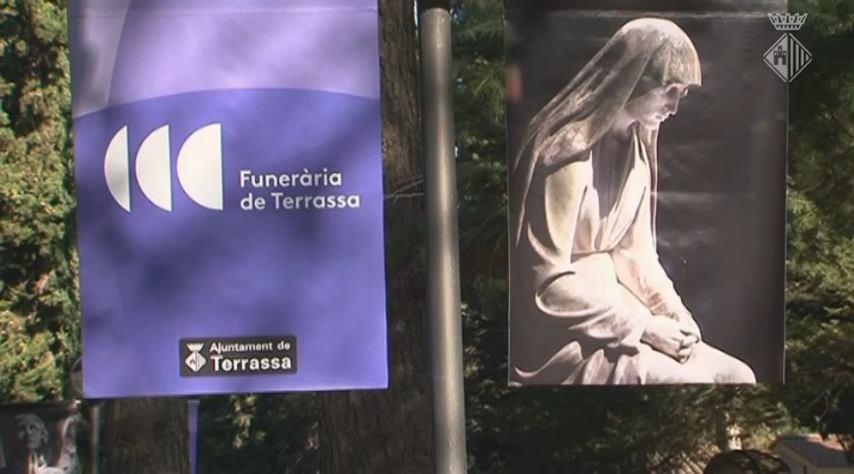 Funerària
de Terrassa
Ajuntament de
Terrassa